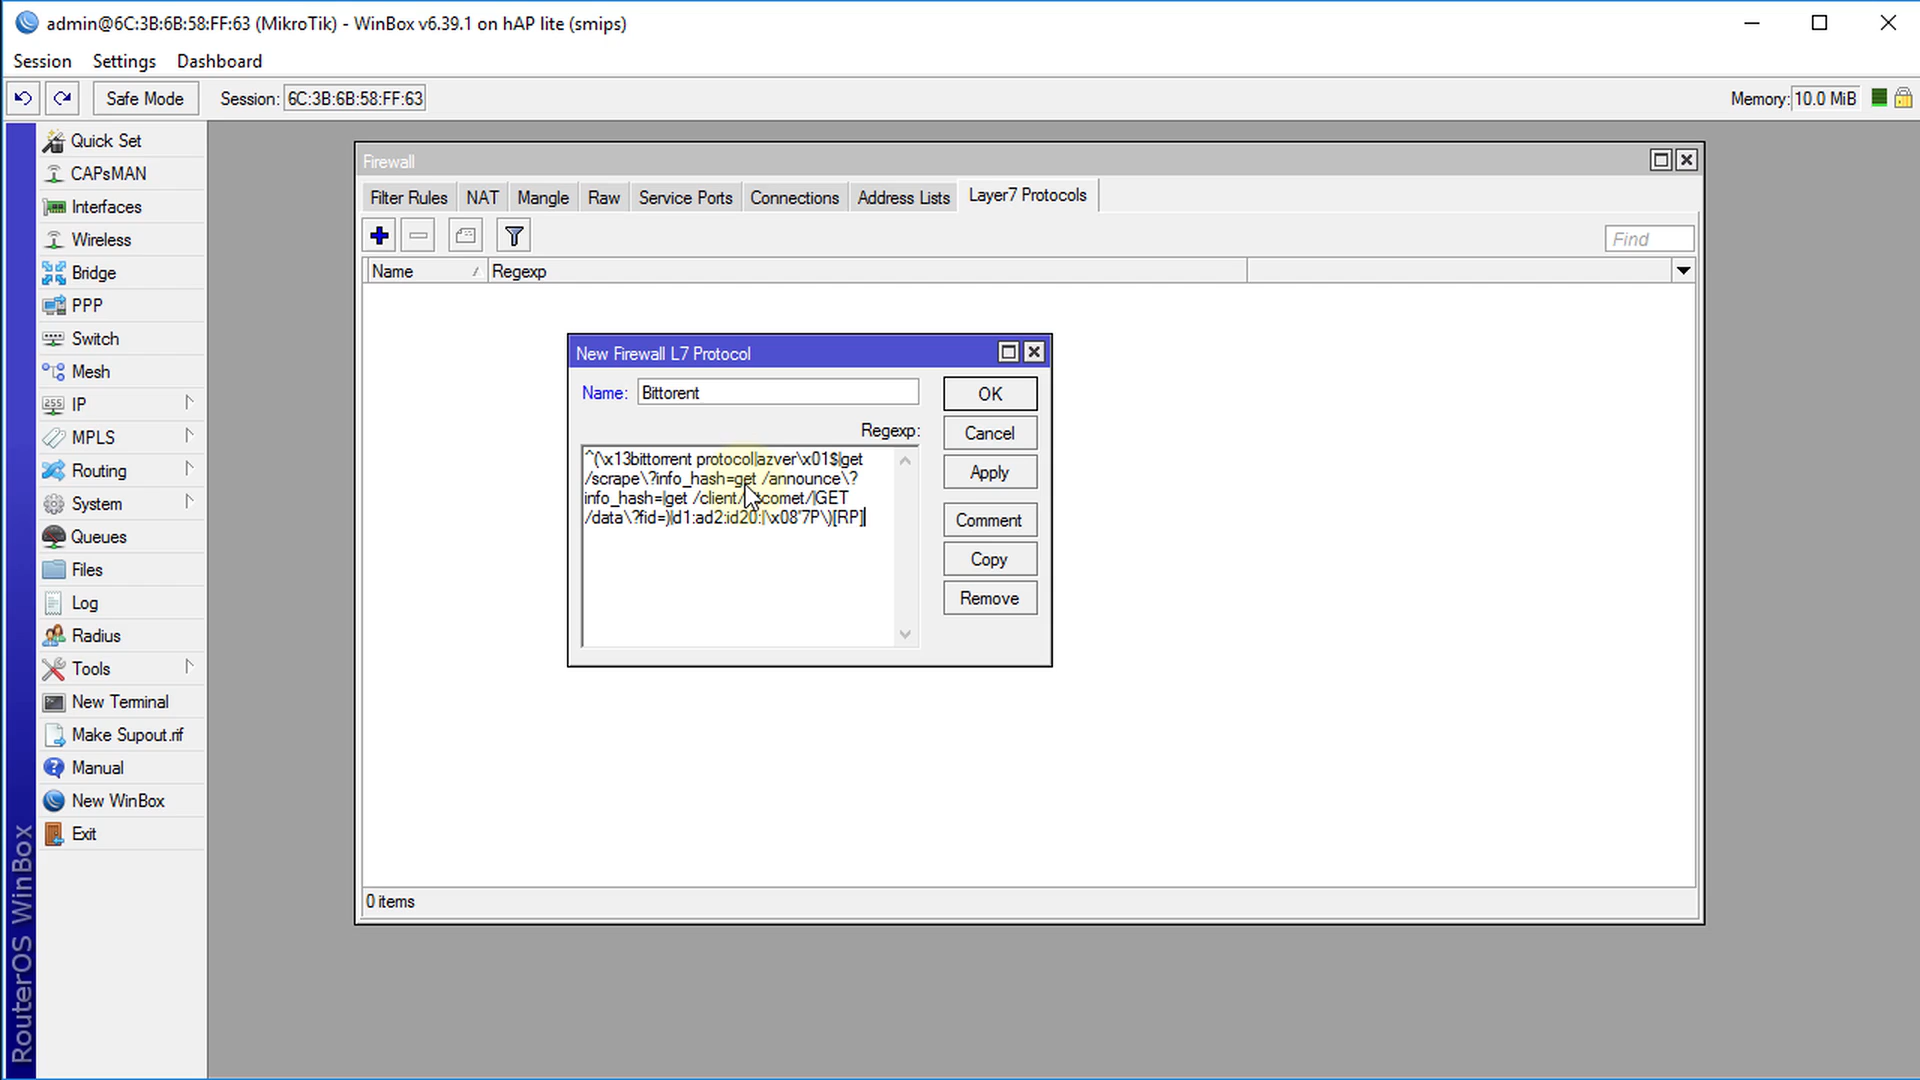 admin@6C:3B:6B:58:FF:63 (MikroTik) - WinBox v6.39.1 on hAP lite (smips)
Session Settings Dashboard
Safe Mode Session: 6C:3B:6B:58:FF:63 Memory: 10.0 MiB
Quick Set
CAPsMAN
Interfaces
Wireless
Bridge
PPP
Switch
Mesh
IP
MPLS
Routing
System
Queues
Files
Log
Radius
Tools
New Terminal
Make Supout.rif
Manual
New WinBox
Exit
RouterOS WinBox
Firewall
Filter Rules NAT Mangle Raw Service Ports Connections Address Lists Layer7 Protocols
Find
Name Regexp
New Firewall L7 Protocol
Name: Bittorent
Regexp:
^(\x13bittorrent protocol|azver\x01$|get
/scrape\?info_hash=get /announce\?
info_hash=|get /client/ comet/|GET
/data\?fid=)|d1:ad2:id20:|\x08'7P\)[RP]
OK
Cancel
Apply
Comment
Copy
Remove
0 items